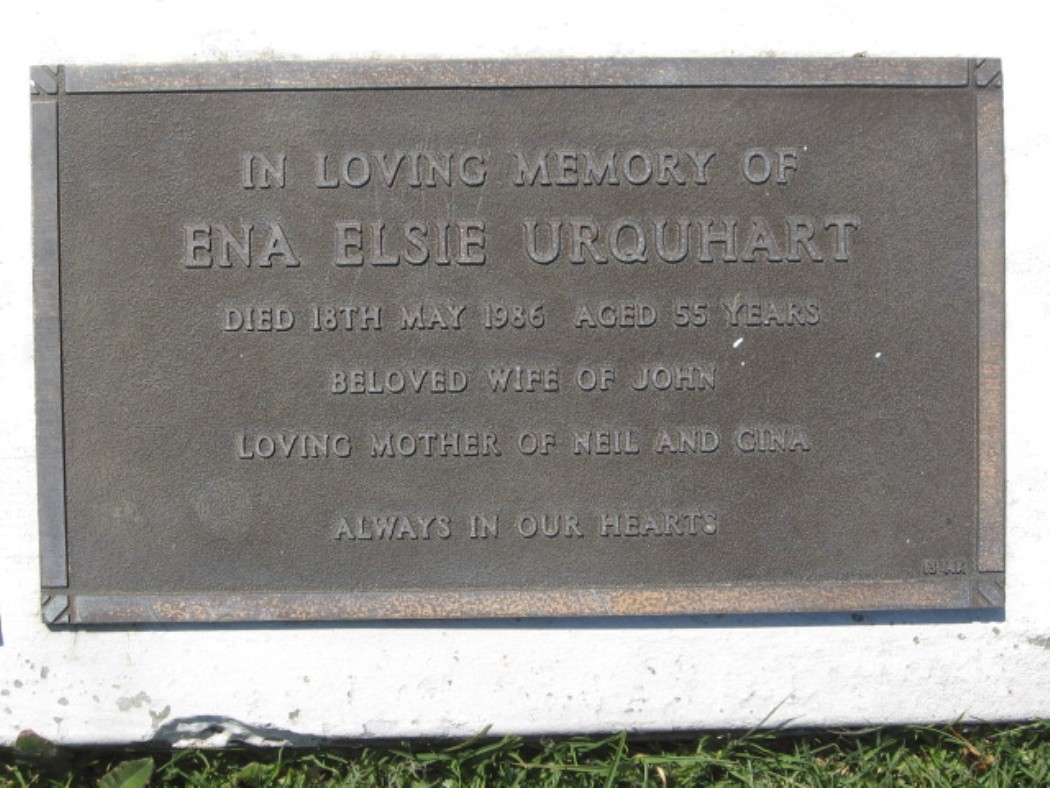 IN LOVING MEMORY OF
ENA ELSIE URQUHART
DIED 18TH MAY 1986 AGED 55 YEARS
BELOVED WIFE OF JOHN
LOVING MOTHER OF NEIL AND GINA
ALWAYS IN OUR HEARTS